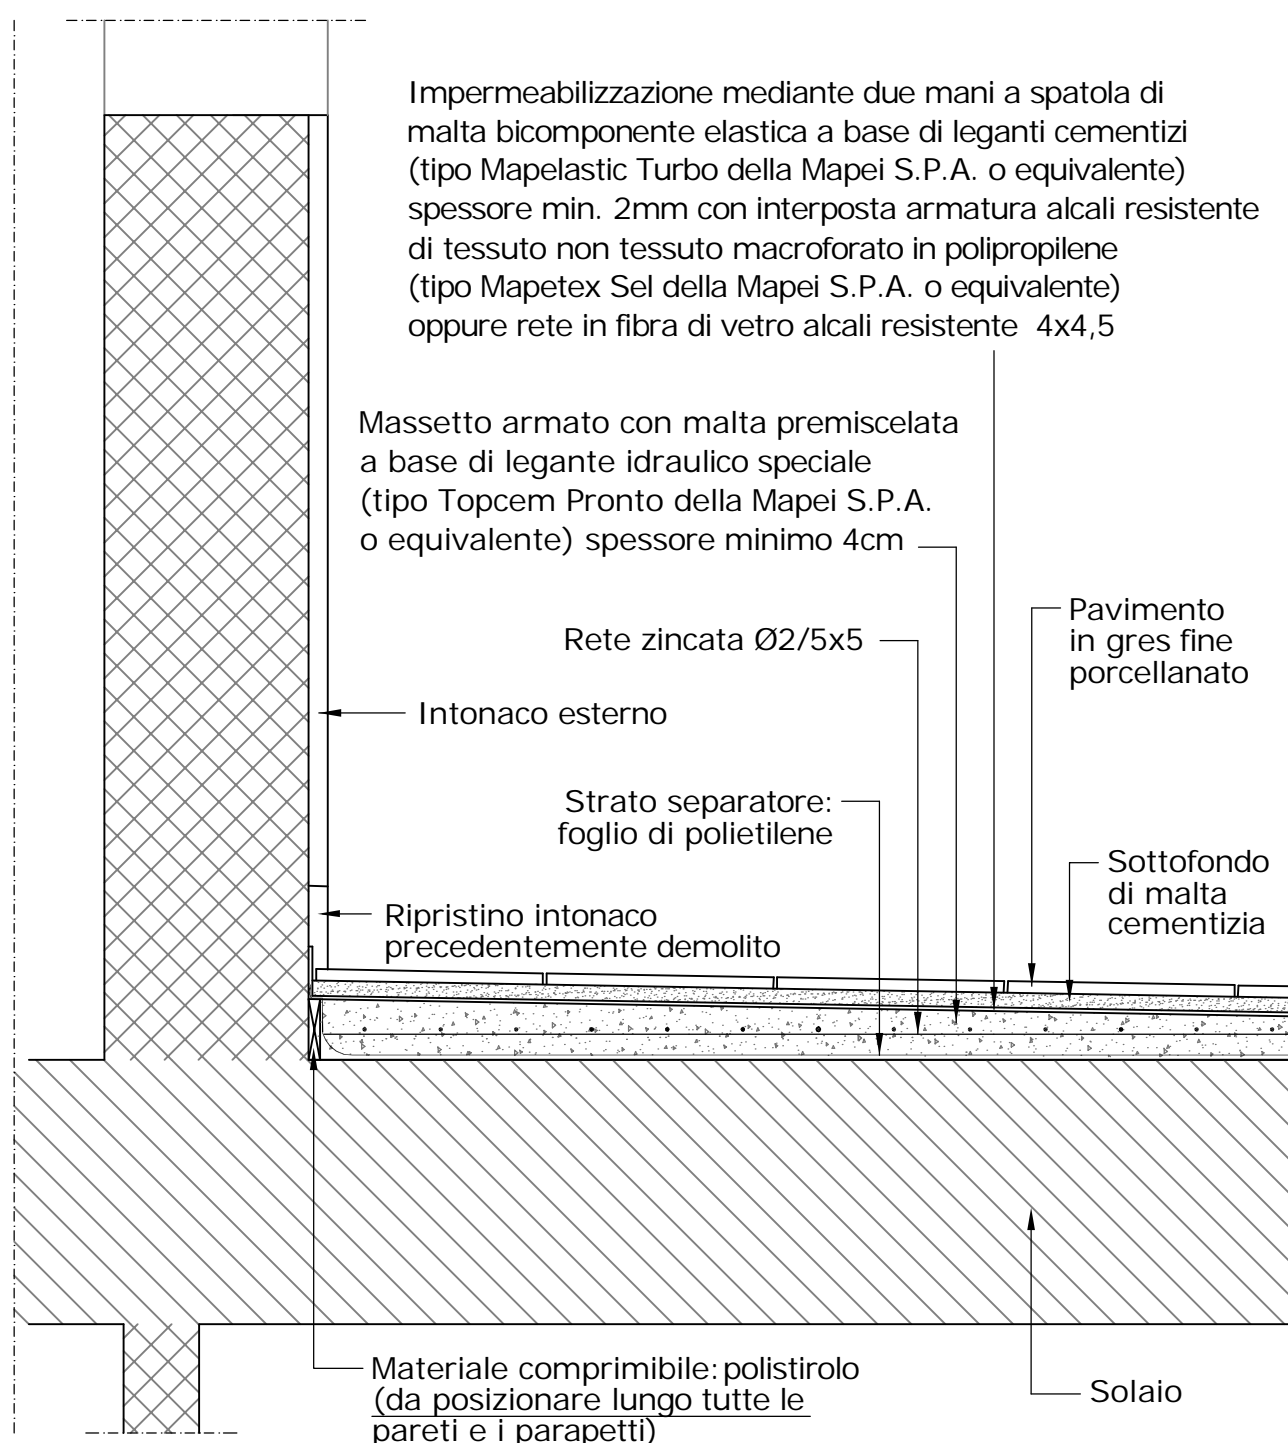 Impermeabilizzazione mediante due mani a spatola di
malta bicomponente elastica a base di leganti cementizi
(tipo Mapelastic Turbo della Mapei S.P.A. o equivalente)
spessore min. 2mm con interposta armatura alcali resistente
di tessuto non tessuto macroforato in polipropilene
(tipo Mapetex Sel della Mapei S.P.A. o equivalente)
oppure rete in fibra di vetro alcali resistente 4x4,5
Massetto armato con malta premiscelata
a base di legante idraulico speciale
(tipo Topcem Pronto della Mapei S.P.A.
o equivalente) spessore minimo 4cm
Rete zincata Ø2/5x5
Pavimento
in gres fine
porcellanato
Intonaco esterno
Strato separatore:
foglio di polietilene
Sottofondo
di malta
cementizia
Ripristino intonaco
precedentemente demolito
Materiale comprimibile: polistirolo
(da posizionare lungo tutte le
pareti e i parapetti)
Solaio